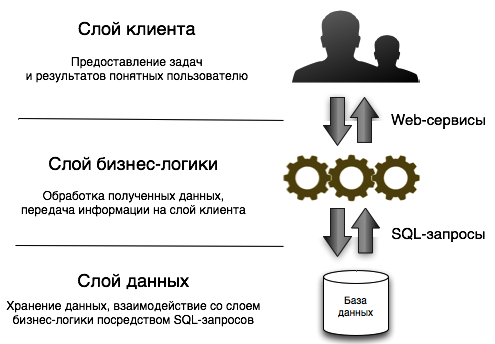 Слой клиента
Предоставление задач
и результатов понятных пользователю
Web-сервисы
Слой бизнес-логики
Обработка полученных данных,
передача информации на слой клиента
SQL-запросы
Слой данных
Хранение данных, взаимодействие со слоем
бизнес-логики посредством SQL-запросов
База
данных